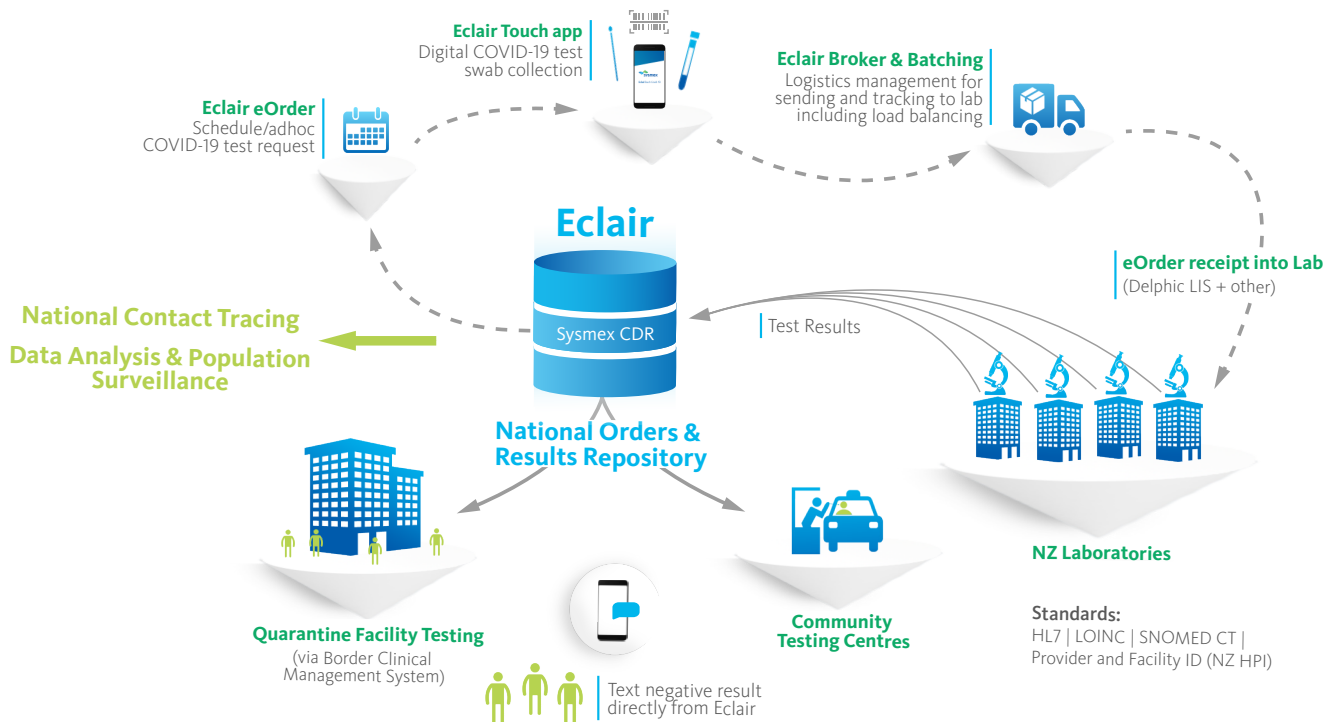 Eclair Touch app
Digital COVID-19 test
swab collection
sysmex
Eclair Broker & Batching
Logistics management for
sending and tracking to lab
including load balancing
Eclair eOrder
Schedule/adhoc
COVID-19 test request
Eclair
Sysmex CDR
eOrder receipt into Lab
(Delphic LIS + other)
Test Results
National Contact Tracing
Data Analysis & Population
Surveillance
National Orders &
Results Repository
NZ Laboratories
Quarantine Facility Testing
(via Border Clinical
Management System)
Community
Testing Centres
Standards:
HL7 | LOINC | SNOMED CT |
Provider and Facility ID (NZ HPI)
Text negative result
directly from Eclair